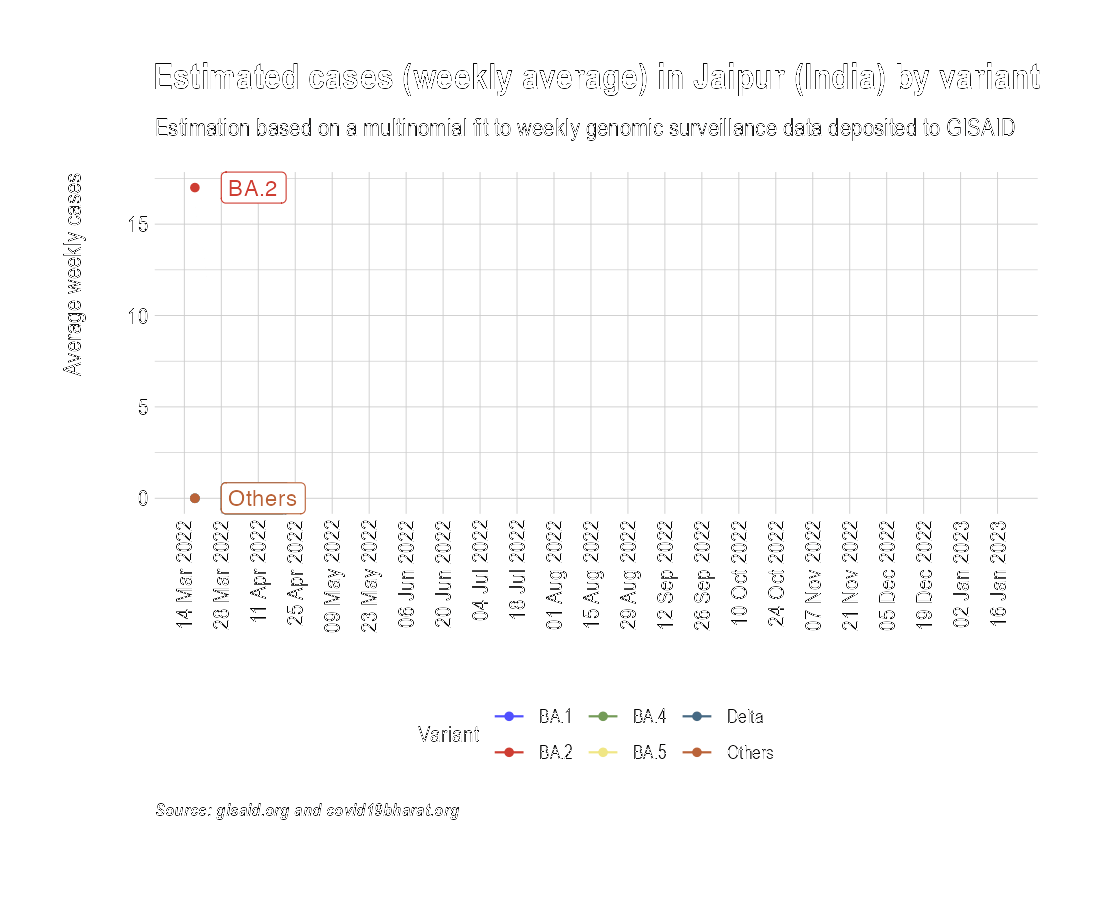 Estimated cases (weekly average) in Jaipur (India) by variant
Estimation based on a multinomial fit to weekly genomic surveillance data deposited to GISAID
Average weekly cases
BA.2
15
10
5
0
Others
14 Mar 2022
28 Mar 2022
11 Apr 2022
25 Apr 2022
09 May 2022
23 May 2022
06 Jun 2022
20 Jun 2022
04 Jul 2022
18 Jul 2022
01 Aug 2022
15 Aug 2022
29 Aug 2022
12 Sep 2022
26 Sep 2022
10 Oct 2022
24 Oct 2022
07 Nov 2022
21 Nov 2022
05 Dec 2022
19 Dec 2022
02 Jan 2023
16 Jan 2023
Variant
BA.1
BA.4
Delta
BA.2
BA.5
Others
Source: gisaid.org and covid19bharat.org